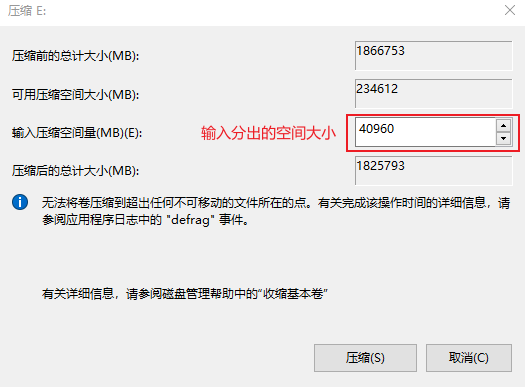 压缩 E:
压缩前的总计大小(MB):
1866753
可用压缩空间大小(MB):
234612
输入压缩空间量(MB)(E):
输入分出的空间大小
40960
压缩后的总计大小(MB):
1825793
无法将卷压缩到超出任何不可移动的文件所在的点。有关完成该操作时间的详细信息，请
参阅应用程序日志中的 "defrag" 事件。
有关详细信息，请参阅磁盘管理帮助中的“收缩基本卷”
压缩(S)
取消(C)